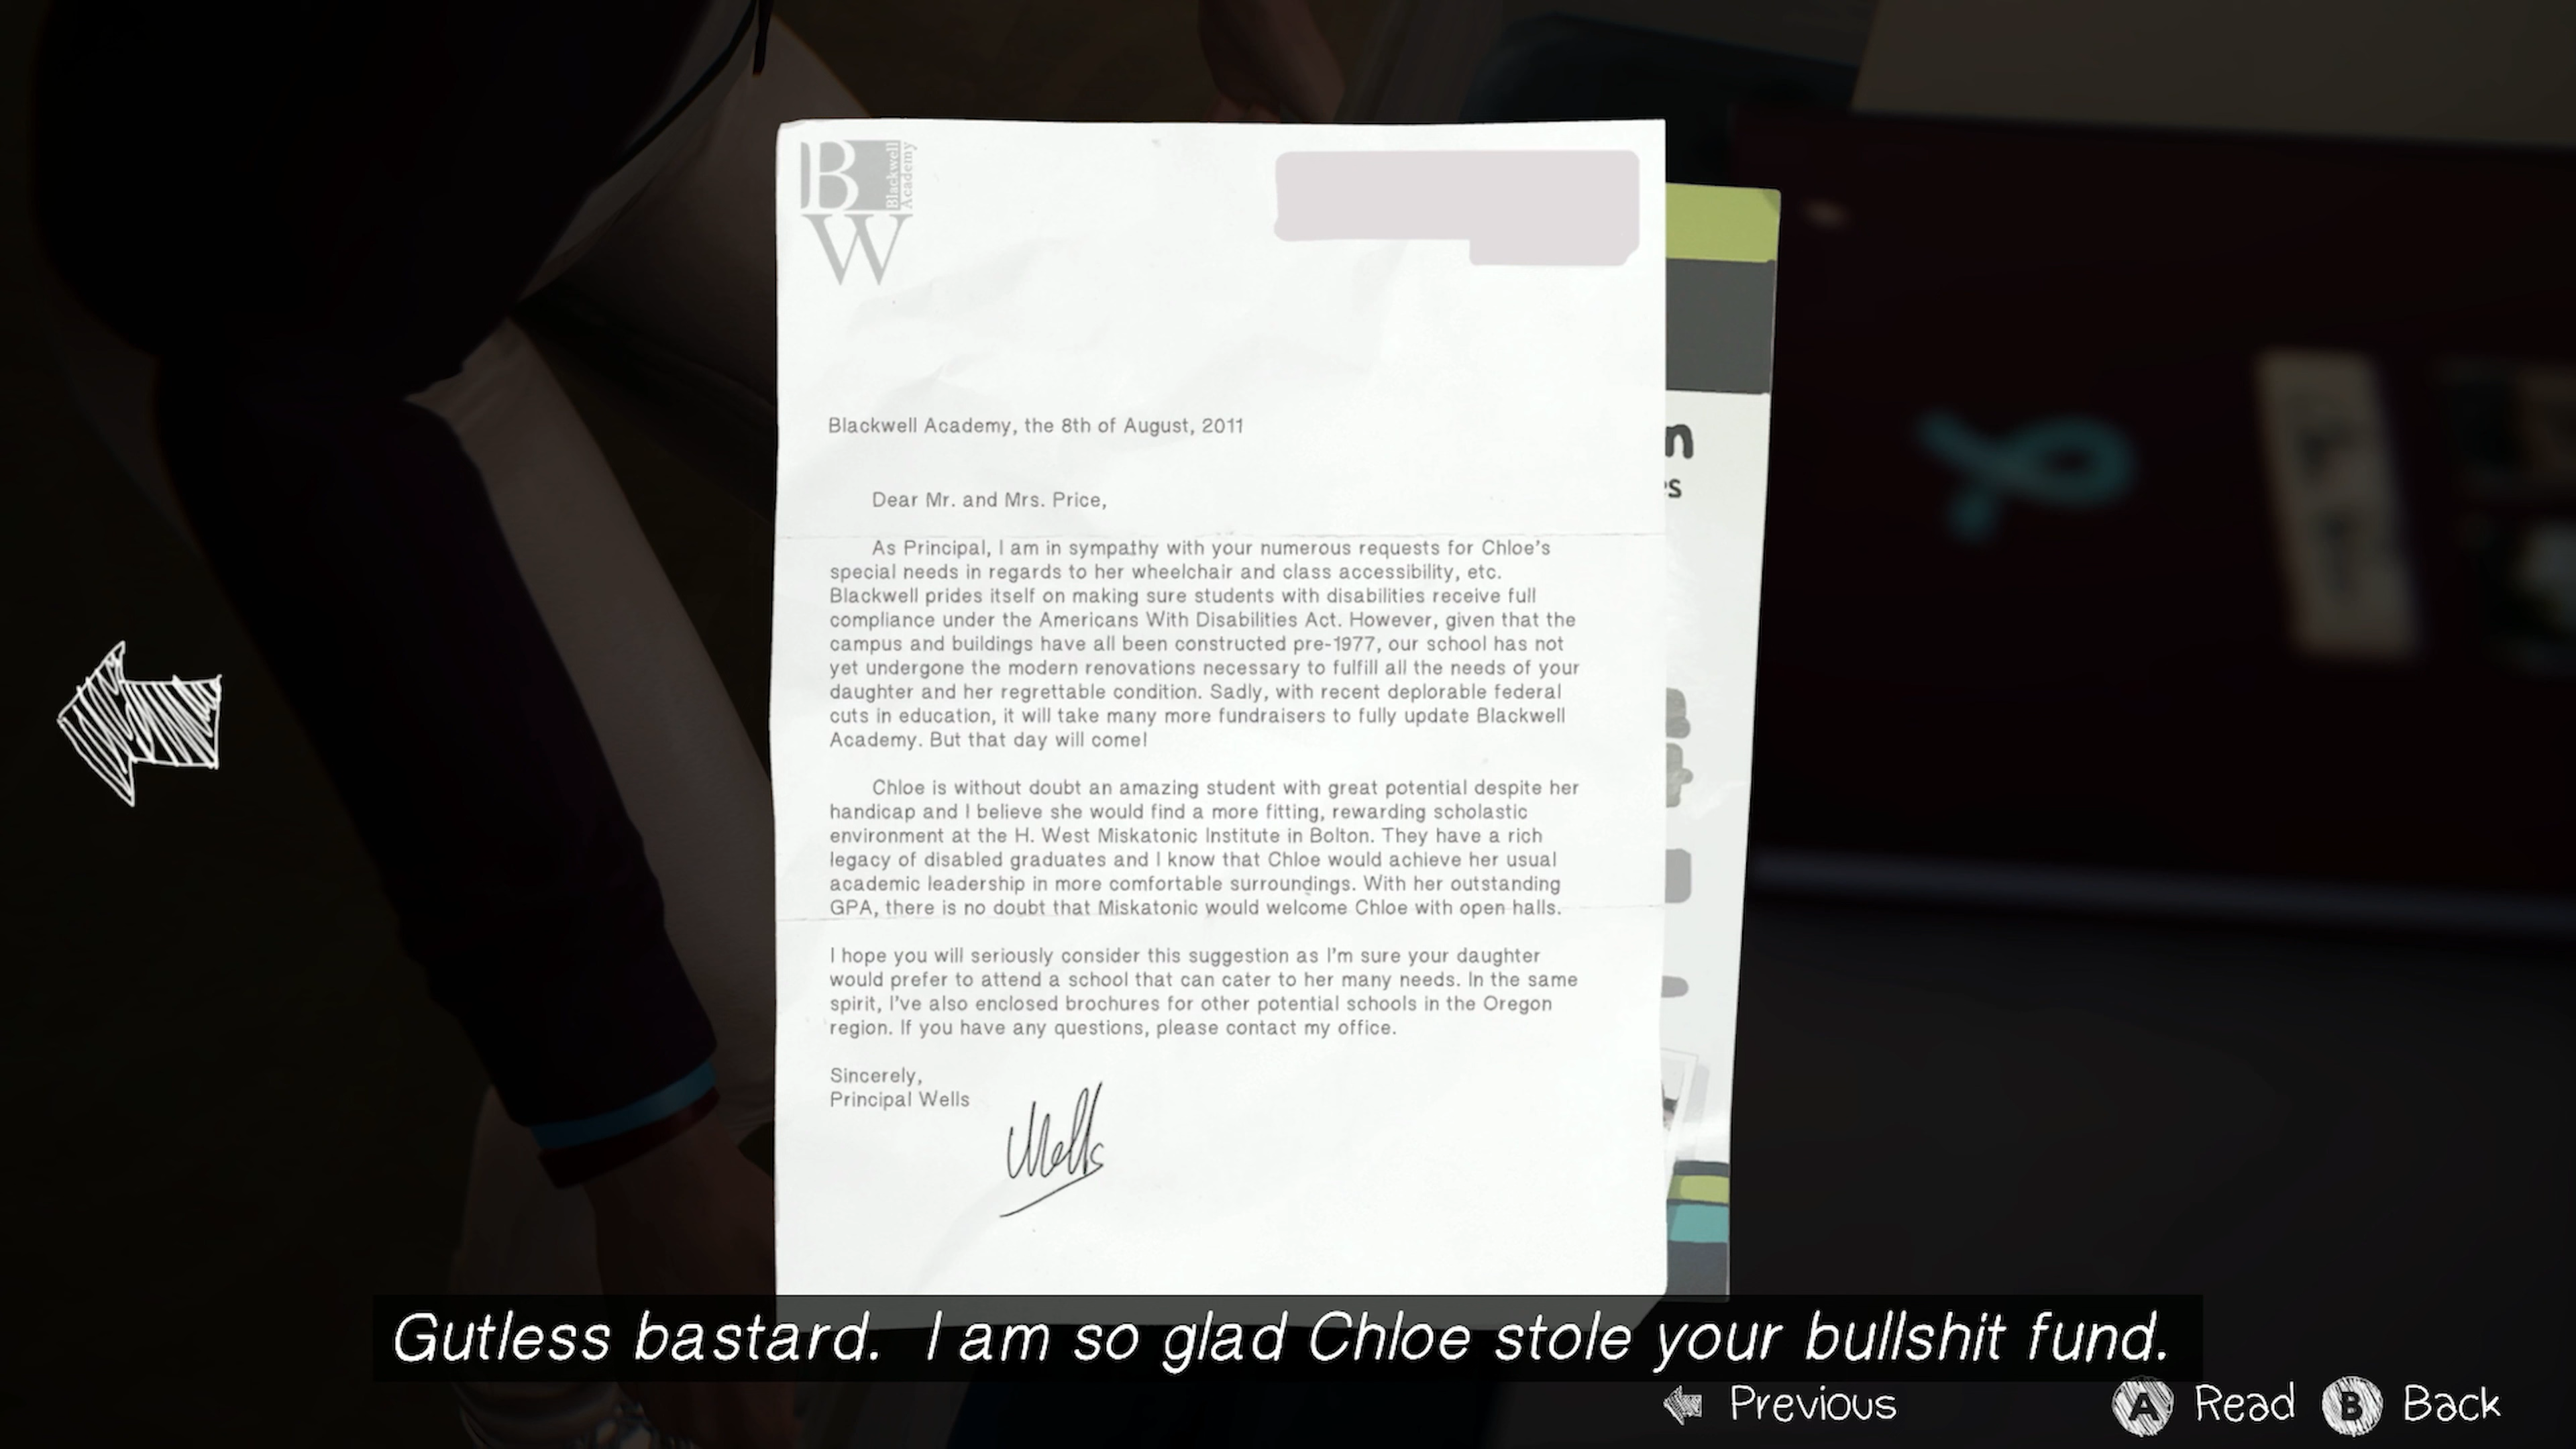 B
Blackwell
Academy
W
n
s
Blackwell Academy, the 8th of August, 2011
Dear Mr. and Mrs. Price,
As Principal, I am in sympathy with your numerous requests for Chloe's
special needs in regards to her wheelchair and class accessibility, etc.
Blackwell prides itself on making sure students with disabilities receive full
compliance under the Americans With Disabilities Act. However, given that the
campus and buildings have all been constructed pre-1977, our school has not
yet undergone the modern renovations necessary to fulfill all the needs of your
daughter and her regrettable condition. Sadly, with recent deplorable federal
cuts in education, it will take many more fundraisers to fully update Blackwell
Academy. But that day will come!
Chloe is without doubt an amazing student with great potential despite her
handicap and I believe she would find a more fitting, rewarding scholastic
environment at the H. West Miskatonic Institute in Bolton. They have a rich
legacy of disabled graduates and I know that Chloe would achieve her usual
academic leadership in more comfortable surroundings. With her outstanding
GPA, there is no doubt that Miskatonic would welcome Chloe with open halls.
I hope you will seriously consider this suggestion as I'm sure your daughter
would prefer to attend a school that can cater to her many needs. In the same
spirit, I've also enclosed brochures for other potential schools in the Oregon
region. If you have any questions, please contact my office.
Sincerely,
Principal Wells
Wells
Gutless bastard. I am so glad Chloe stole your bullshit fund.
Previous
A Read B Back